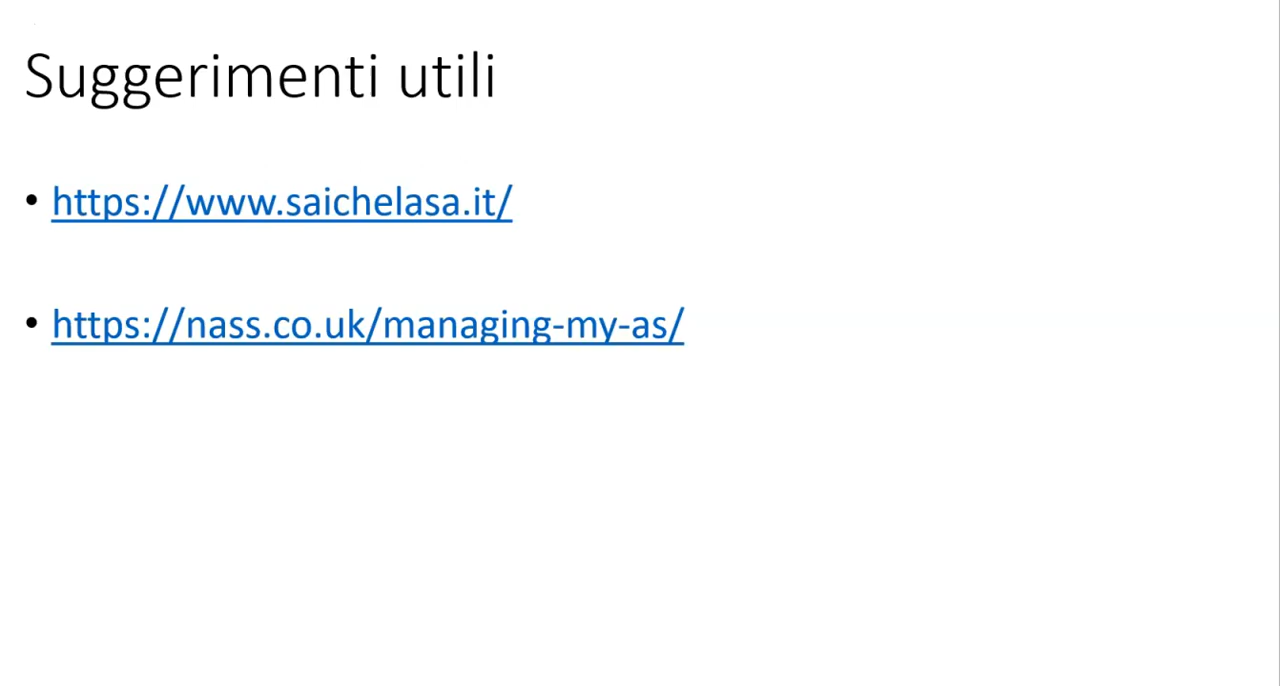 Suggerimenti utili
• https://www.saichelasa.it/
• https://nass.co.uk/managing-my-as/